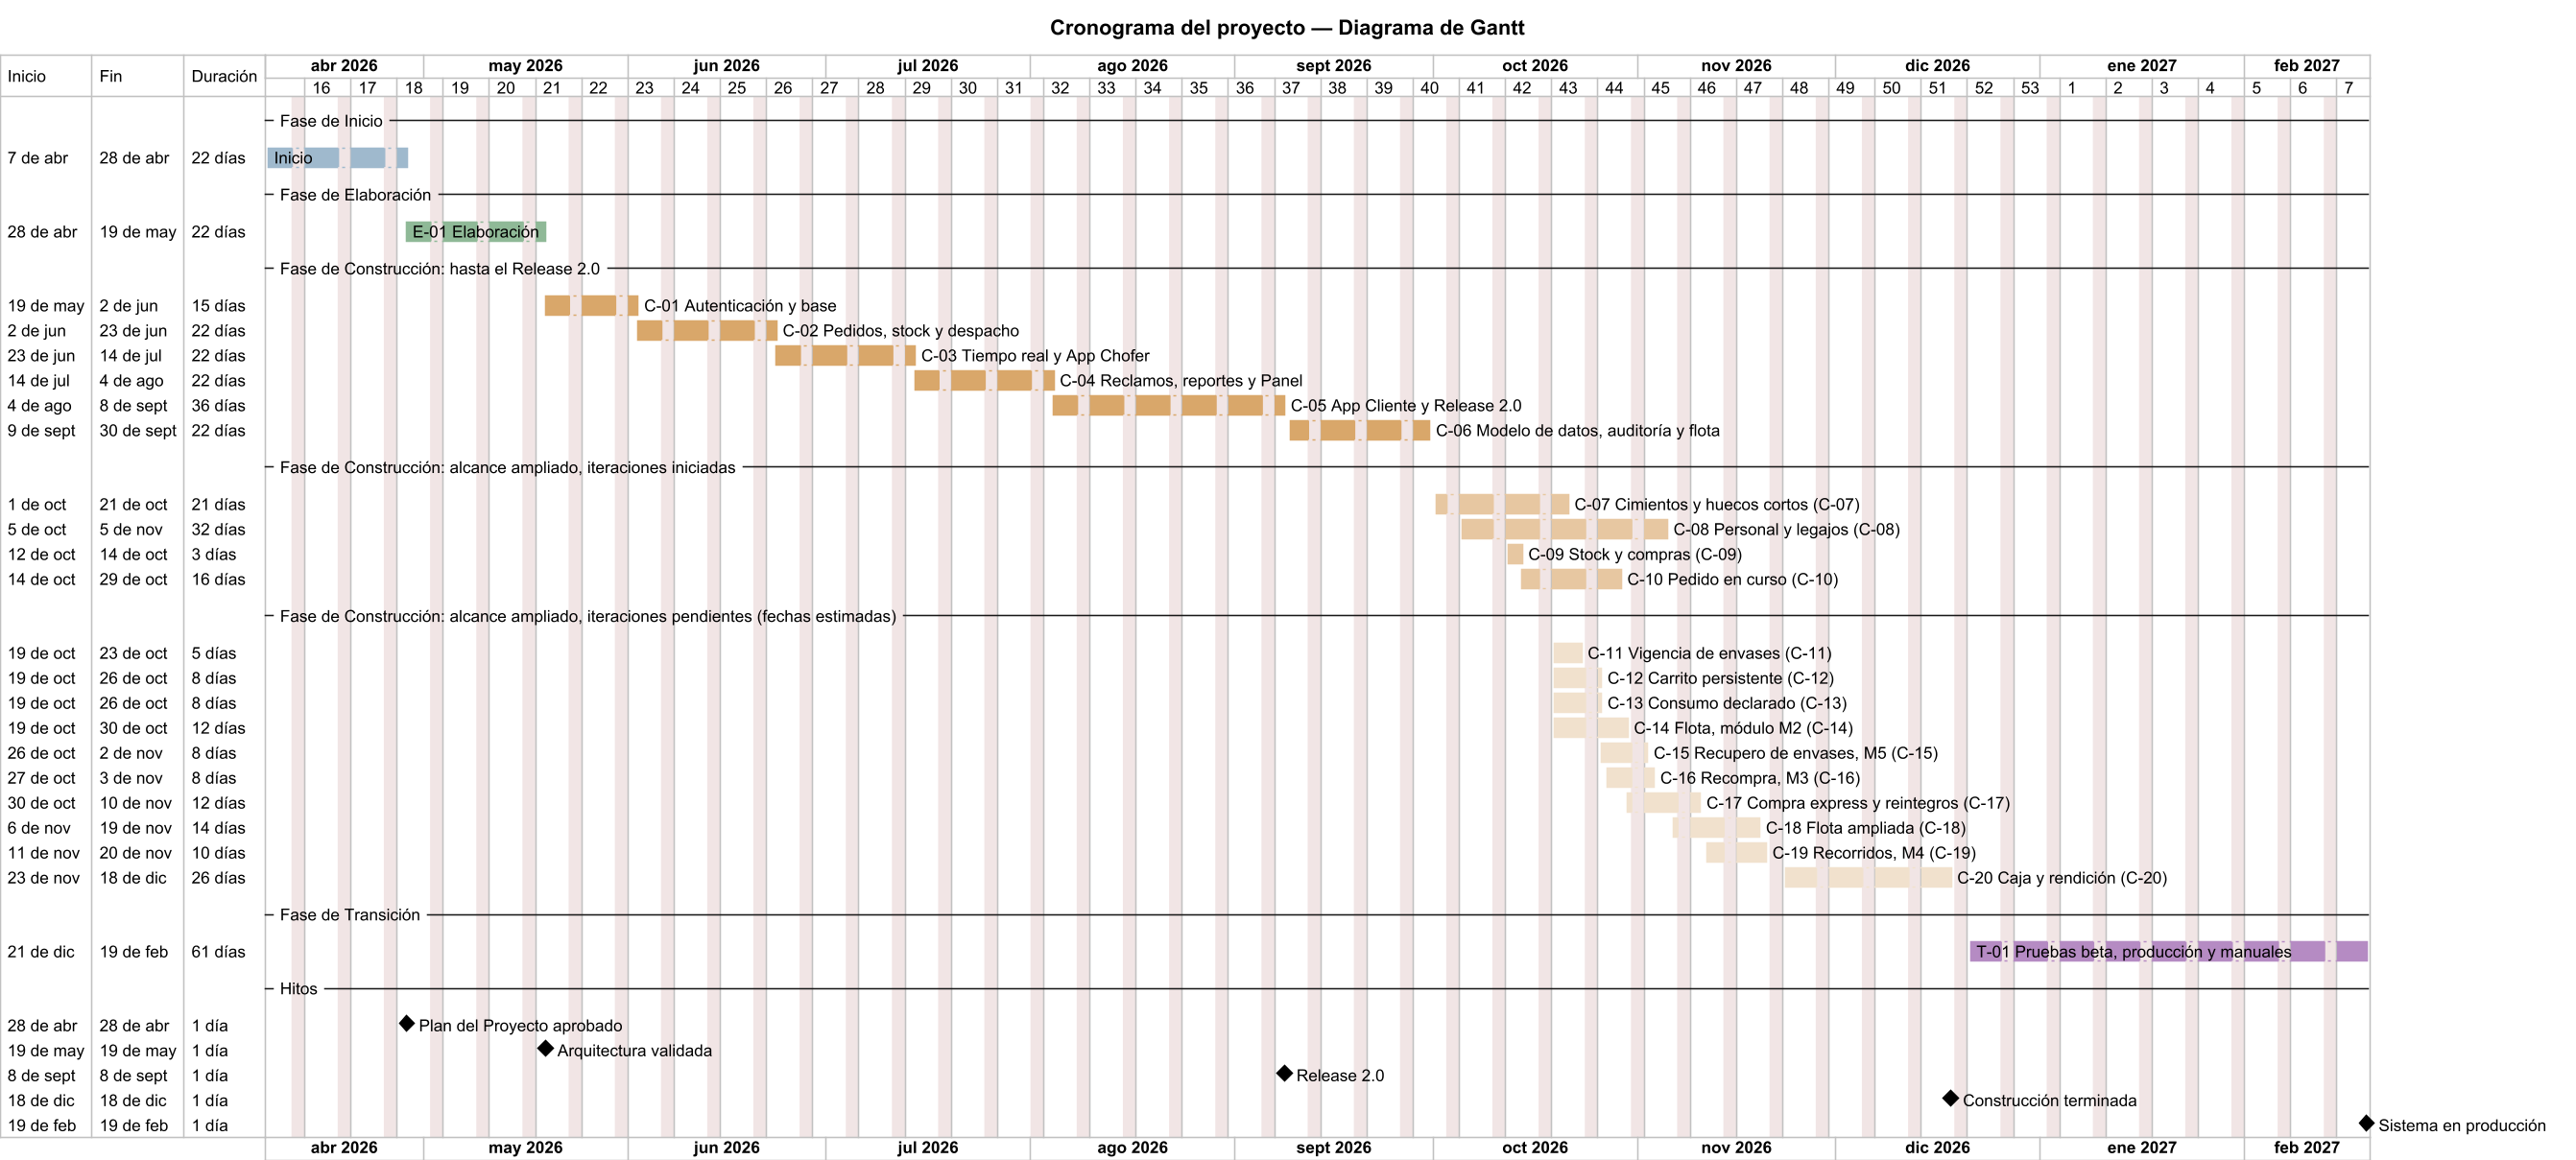 Cronograma del proyecto — Diagrama de Gantt
Inicio Fin Duración abr 2026 may 2026 jun 2026 jul 2026 ago 2026 sept 2026 oct 2026 nov 2026 dic 2026 ene 2027 feb 2027
16 17 18 19 20 21 22 23 24 25 26 27 28 29 30 31 32 33 34 35 36 37 38 39 40 41 42 43 44 45 46 47 48 49 50 51 52 53 1 2 3 4 5 6 7
Fase de Inicio
7 de abr 28 de abr 22 días Inicio
Fase de Elaboración
28 de abr 19 de may 22 días E-01 Elaboración
Fase de Construcción: hasta el Release 2.0
19 de may 2 de jun 15 días C-01 Autenticación y base
2 de jun 23 de jun 22 días C-02 Pedidos, stock y despacho
23 de jun 14 de jul 22 días C-03 Tiempo real y App Chofer
14 de jul 4 de ago 22 días C-04 Reclamos, reportes y Panel
4 de ago 8 de sept 36 días C-05 App Cliente y Release 2.0
9 de sept 30 de sept 22 días C-06 Modelo de datos, auditoría y flota
Fase de Construcción: alcance ampliado, iteraciones iniciadas
1 de oct 21 de oct 21 días C-07 Cimientos y huecos cortos (C-07)
5 de oct 5 de nov 32 días C-08 Personal y legajos (C-08)
12 de oct 14 de oct 3 días C-09 Stock y compras (C-09)
14 de oct 29 de oct 16 días C-10 Pedido en curso (C-10)
Fase de Construcción: alcance ampliado, iteraciones pendientes (fechas estimadas)
19 de oct 23 de oct 5 días C-11 Vigencia de envases (C-11)
19 de oct 26 de oct 8 días C-12 Carrito persistente (C-12)
19 de oct 26 de oct 8 días C-13 Consumo declarado (C-13)
19 de oct 30 de oct 12 días C-14 Flota, módulo M2 (C-14)
26 de oct 2 de nov 8 días C-15 Recupero de envases, M5 (C-15)
27 de oct 3 de nov 8 días C-16 Recompra, M3 (C-16)
30 de oct 10 de nov 12 días C-17 Compra express y reintegros (C-17)
6 de nov 19 de nov 14 días C-18 Flota ampliada (C-18)
11 de nov 20 de nov 10 días C-19 Recorridos, M4 (C-19)
23 de nov 18 de dic 26 días C-20 Caja y rendición (C-20)
Fase de Transición
21 de dic 19 de feb 61 días T-01 Pruebas beta, producción y manuales
Hitos
28 de abr 28 de abr 1 día Plan del Proyecto aprobado
19 de may 19 de may 1 día Arquitectura validada
8 de sept 8 de sept 1 día Release 2.0
18 de dic 18 de dic 1 día Construcción terminada
19 de feb 19 de feb 1 día Sistema en producción
abr 2026 may 2026 jun 2026 jul 2026 ago 2026 sept 2026 oct 2026 nov 2026 dic 2026 ene 2027 feb 2027